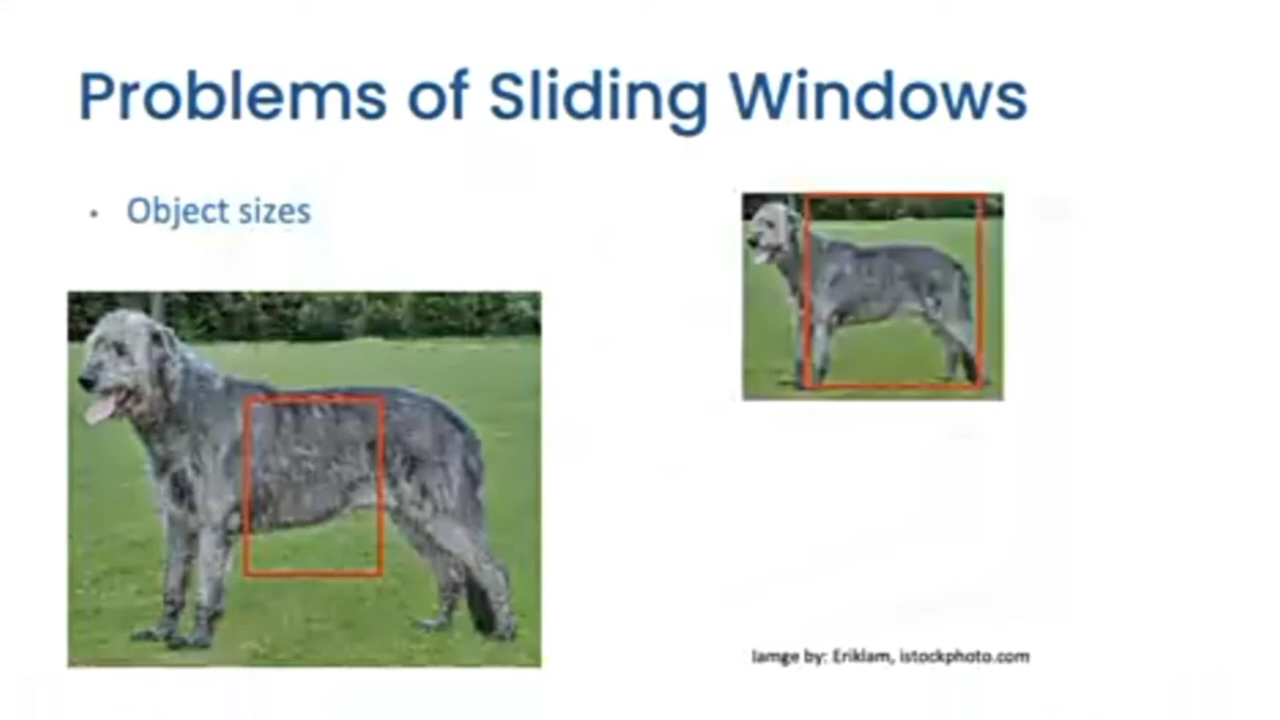 Problems of Sliding Windows
• Object sizes
Iamge by: Eriklam, istockphoto.com